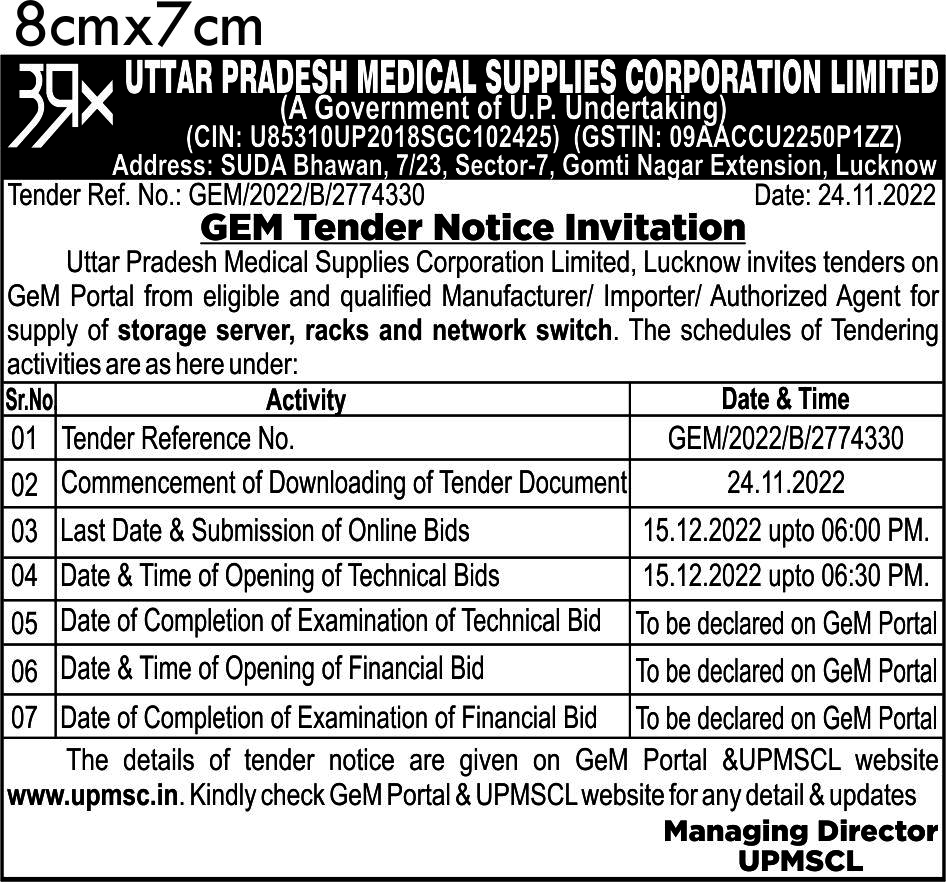 8cmx7cm
UTTAR PRADESH MEDICAL SUPPLIES CORPORATION LIMITED
(A Government of U.P. Undertaking)
(CIN: U85310UP2018SGC102425) (GSTIN: 09AACCU2250P1ZZ)
Address: SUDA Bhawan, 7/23, Sector-7, Gomti Nagar Extension, Lucknow
Tender Ref. No.: GEM/2022/B/2774330 Date: 24.11.2022
GEM Tender Notice Invitation
Uttar Pradesh Medical Supplies Corporation Limited, Lucknow invites tenders on
GeM Portal from eligible and qualified Manufacturer/ Importer/ Authorized Agent for
supply of storage server, racks and network switch. The schedules of Tendering
activities are as here under:
Sr.No Activity Date & Time
01 Tender Reference No. GEM/2022/B/2774330
02 Commencement of Downloading of Tender Document 24.11.2022
03 Last Date & Submission of Online Bids 15.12.2022 upto 06:00 PM.
04 Date & Time of Opening of Technical Bids 15.12.2022 upto 06:30 PM.
05 Date of Completion of Examination of Technical Bid To be declared on GeM Portal
06 Date & Time of Opening of Financial Bid To be declared on GeM Portal
07 Date of Completion of Examination of Financial Bid To be declared on GeM Portal
The details of tender notice are given on GeM Portal &UPMSCL website
www.upmsc.in. Kindly check GeM Portal & UPMSCL website for any detail & updates
Managing Director
UPMSCL